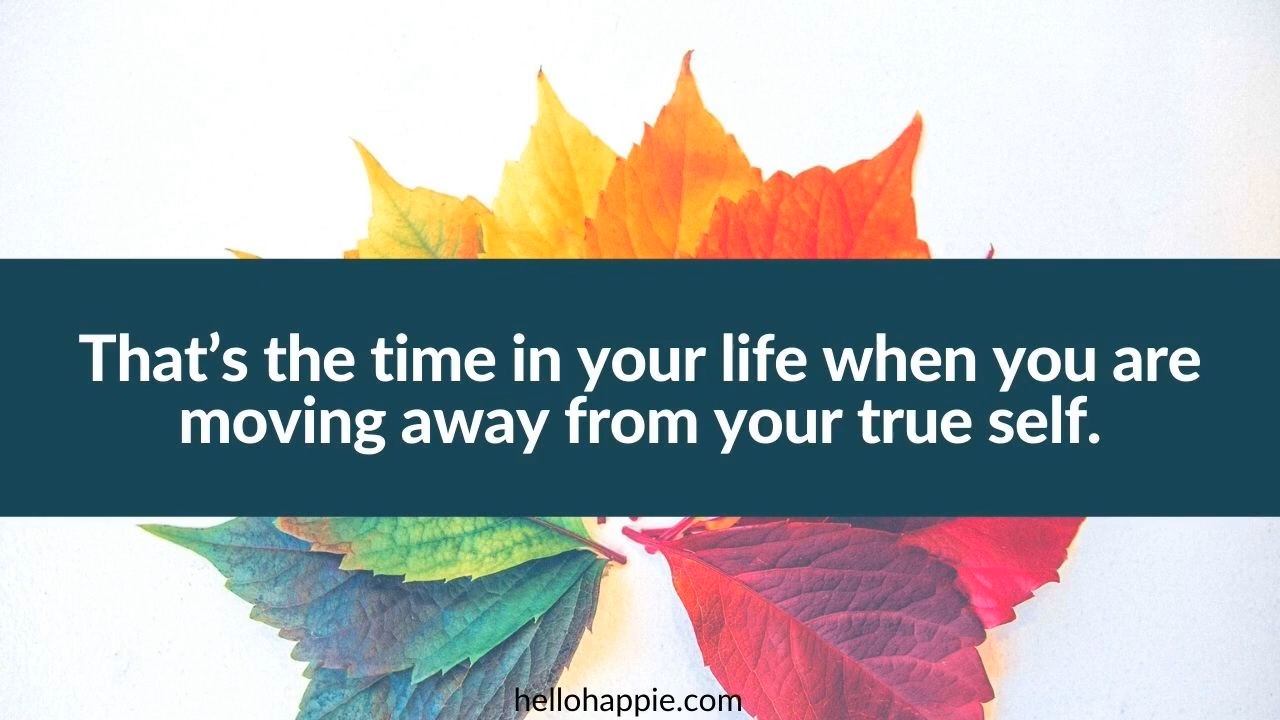 That’s the time in your life when you are
moving away from your true self.
hellohappie.com